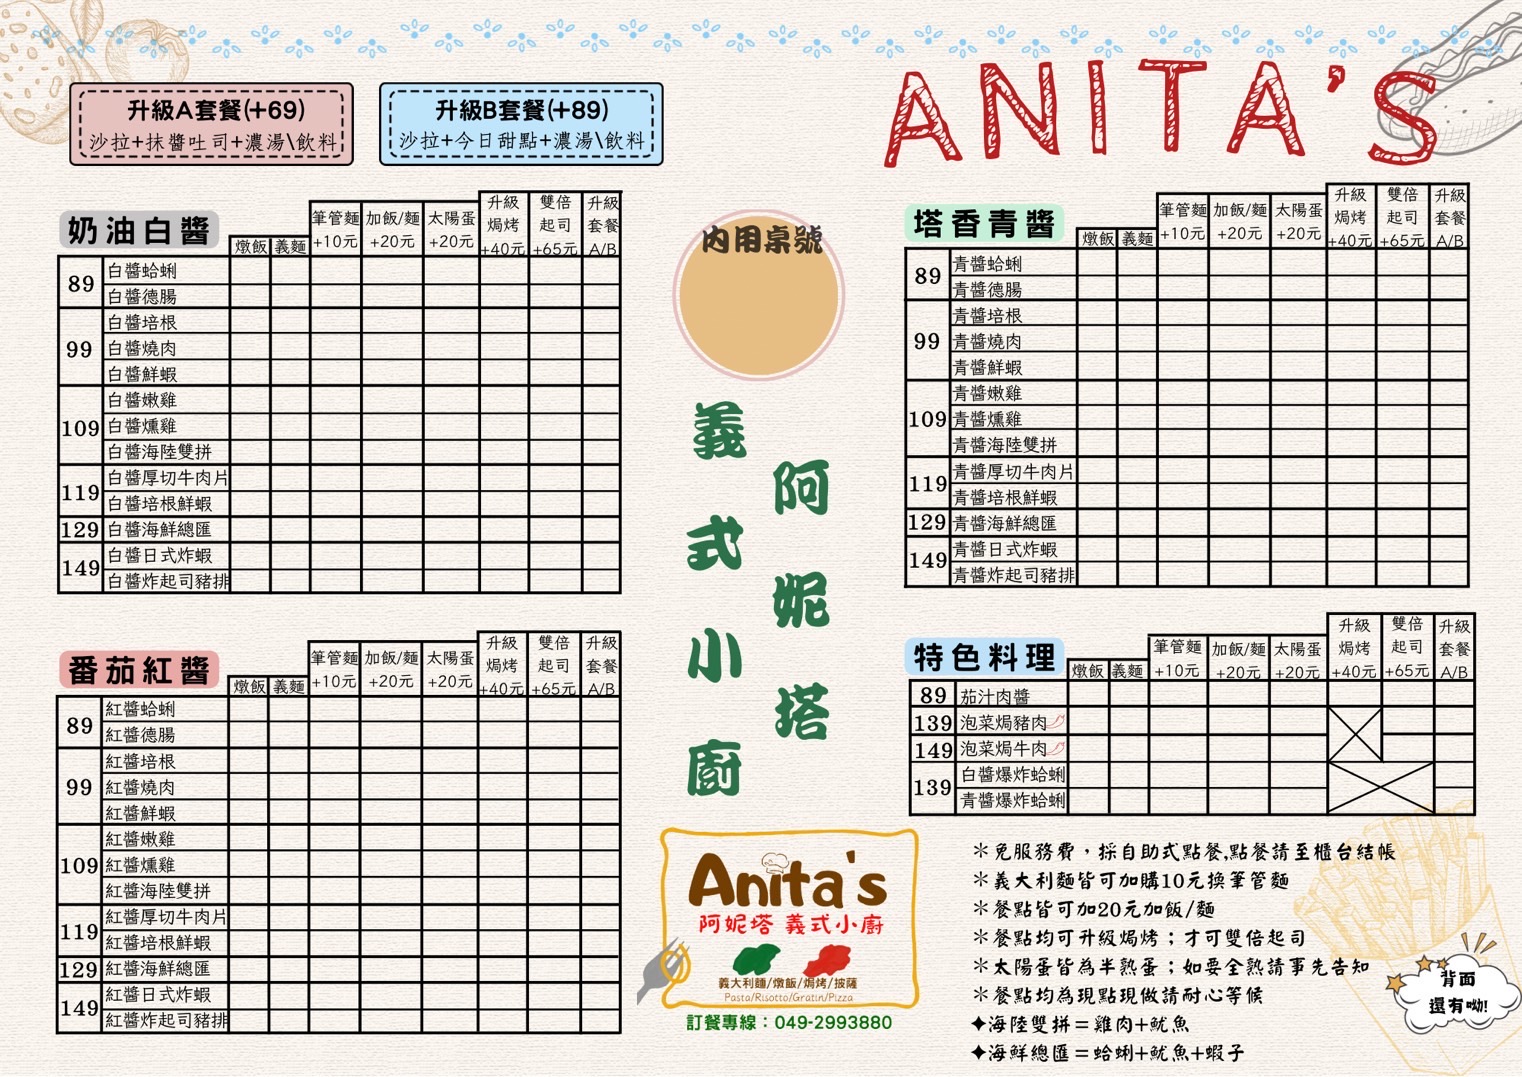 ANITA'S
升級A套餐(+69)
沙拉+抹醬吐司+濃湯\飲料
升級B套餐(+89)
沙拉+今日甜點+濃湯\飲料
奶油白醬
燉飯 義麵 筆管麵+10元 加飯/麵+20元 太陽蛋+20元 升級焗烤+40元 雙倍起司+65元 升級套餐A/B
89 白醬蛤蜊
白醬德腸
99 白醬培根
白醬燒肉
白醬鮮蝦
109 白醬嫩雞
白醬燻雞
白醬海陸雙拼
119 白醬厚切牛肉片
白醬培根鮮蝦
129 白醬海鮮總匯
149 白醬日式炸蝦
白醬炸起司豬排
番茄紅醬
燉飯 義麵 筆管麵+10元 加飯/麵+20元 太陽蛋+20元 升級焗烤+40元 雙倍起司+65元 升級套餐A/B
89 紅醬蛤蜊
紅醬德腸
99 紅醬培根
紅醬燒肉
紅醬鮮蝦
109 紅醬嫩雞
紅醬燻雞
紅醬海陸雙拼
119 紅醬厚切牛肉片
紅醬培根鮮蝦
129 紅醬海鮮總匯
149 紅醬日式炸蝦
紅醬炸起司豬排
內用桌號
阿妮塔
義式小廚
Anita's
阿妮塔 義式小廚
義大利麵/燉飯/焗烤/披薩
Pasta/Risotto/Gratin/Pizza
訂餐專線：049-2993880
塔香青醬
燉飯 義麵 筆管麵+10元 加飯/麵+20元 太陽蛋+20元 升級焗烤+40元 雙倍起司+65元 升級套餐A/B
89 青醬蛤蜊
青醬德腸
99 青醬培根
青醬燒肉
青醬鮮蝦
109 青醬嫩雞
青醬燻雞
青醬海陸雙拼
119 青醬厚切牛肉片
青醬培根鮮蝦
129 青醬海鮮總匯
149 青醬日式炸蝦
青醬炸起司豬排
特色料理
燉飯 義麵 筆管麵+10元 加飯/麵+20元 太陽蛋+20元 升級焗烤+40元 雙倍起司+65元 升級套餐A/B
89 茄汁肉醬
139 泡菜焗豬肉
149 泡菜焗牛肉
139 白醬爆炸蛤蜊
青醬爆炸蛤蜊
＊免服務費，採自助式點餐,點餐請至櫃台結帳
＊義大利麵皆可加購10元換筆管麵
＊餐點皆可加20元加飯/麵
＊餐點均可升級焗烤；才可雙倍起司
＊太陽蛋皆為半熟蛋；如要全熟請事先告知
＊餐點均為現點現做請耐心等候
✦海陸雙拼＝雞肉+魷魚
✦海鮮總匯＝蛤蜊+魷魚+蝦子
背面
還有呦!